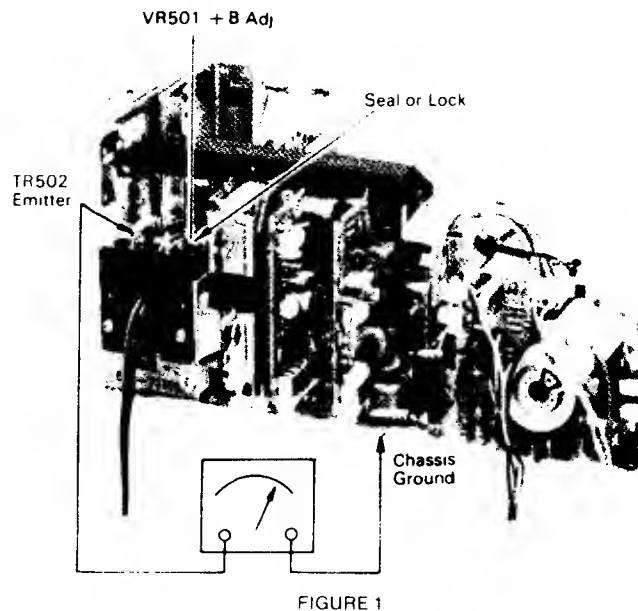 VR501 + B Adj
Seal or Lock
TR502
Emitter
Chassis
Ground
FIGURE 1